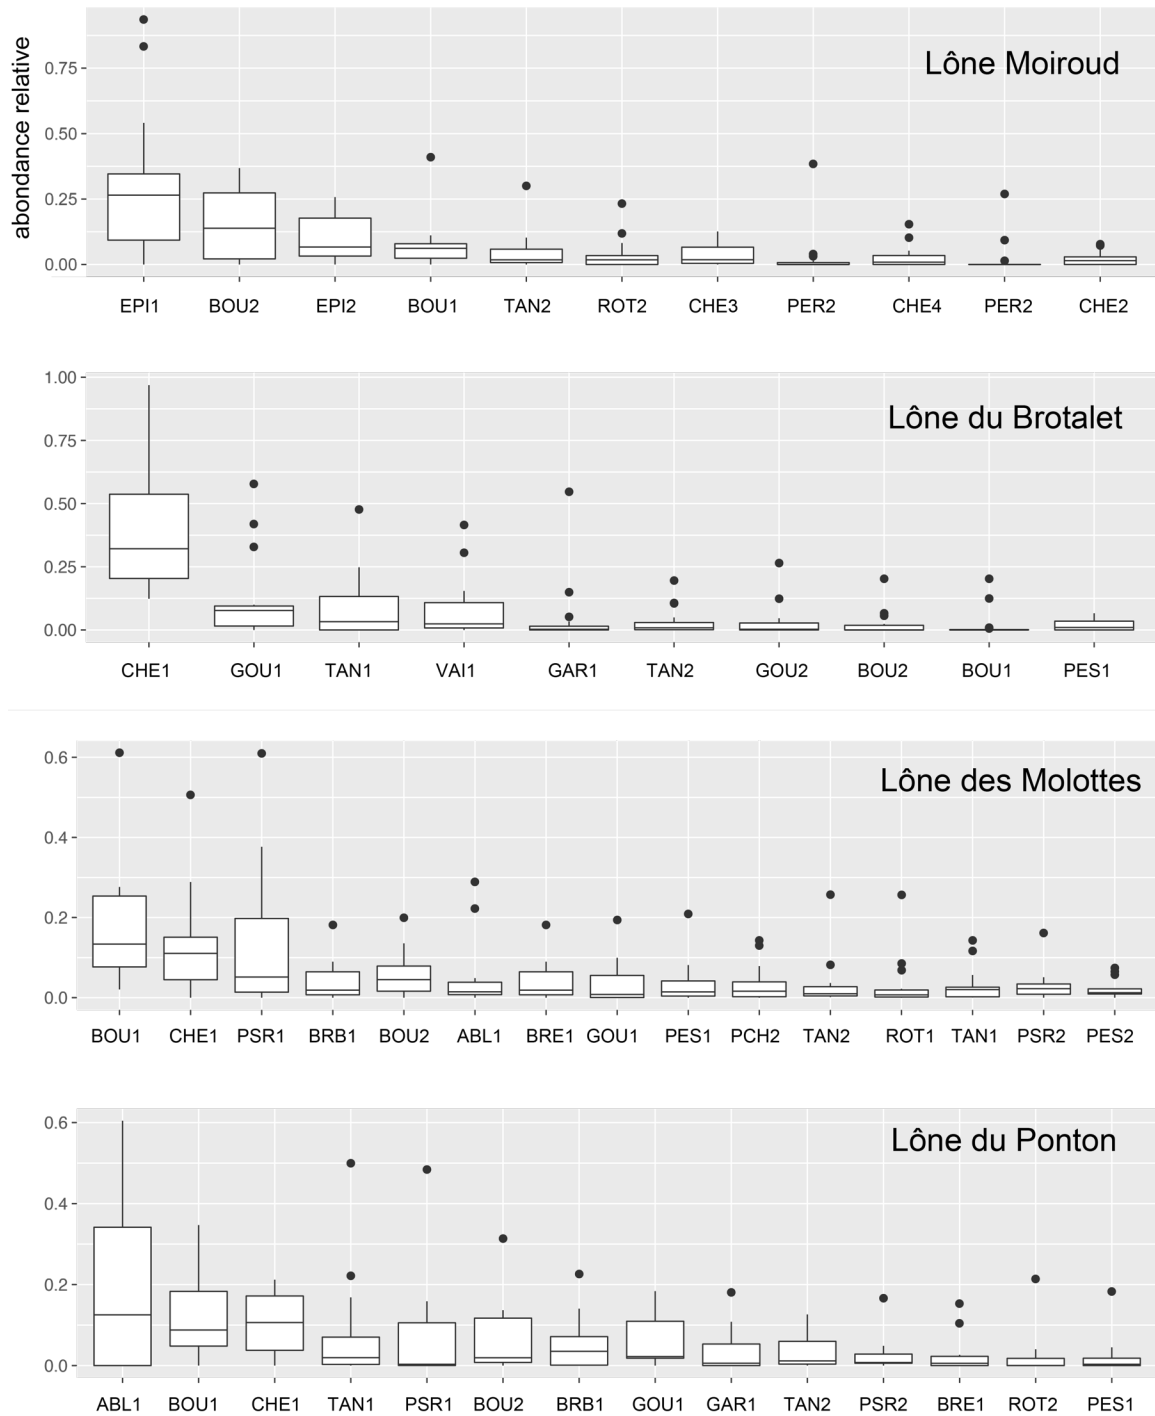 abondance relative
Lône Moiroud
0.75
0.50
0.25
0.00
EPI1 BOU2 EPI2 BOU1 TAN2 ROT2 CHE3 PER2 CHE4 PER2 CHE2
Lône du Brotalet
1.00
0.75
0.50
0.25
0.00
CHE1 GOU1 TAN1 VAI1 GAR1 TAN2 GOU2 BOU2 BOU1 PES1
Lône des Molottes
0.6
0.4
0.2
0.0
BOU1 CHE1 PSR1 BRB1 BOU2 ABL1 BRE1 GOU1 PES1 PCH2 TAN2 ROT1 TAN1 PSR2 PES2
Lône du Ponton
0.6
0.4
0.2
0.0
ABL1 BOU1 CHE1 TAN1 PSR1 BOU2 BRB1 GOU1 GAR1 TAN2 PSR2 BRE1 ROT2 PES1